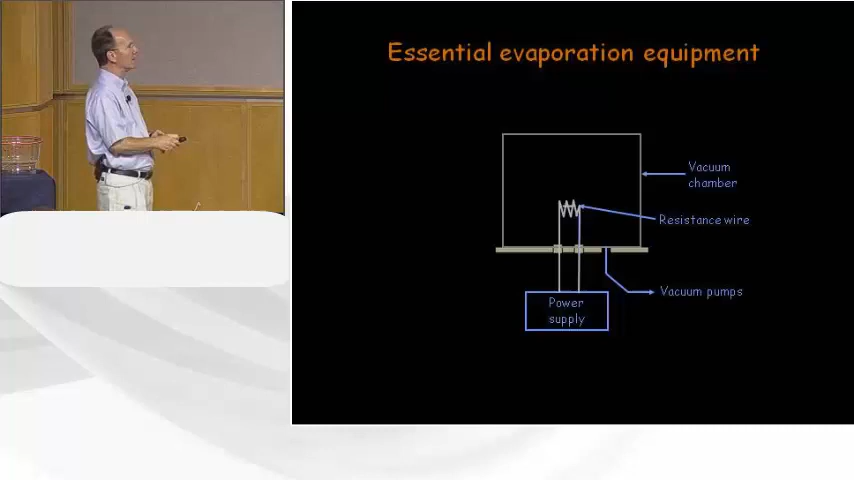 Essential evaporation equipment
Vacuum
chamber
Resistance wire
Vacuum pumps
Power
supply